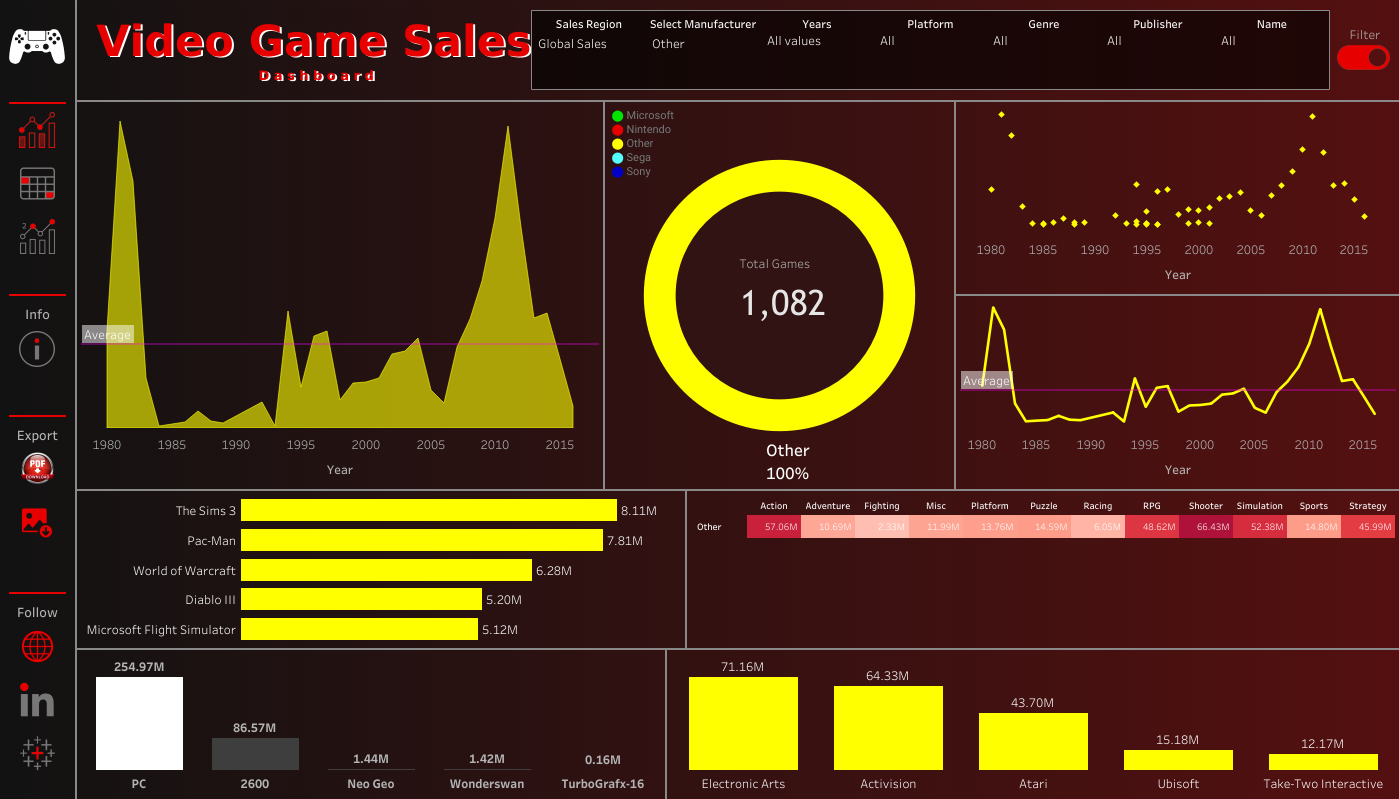 Video Game Sales
Dashboard
Sales Region Select Manufacturer Years Platform Genre Publisher Name
Global Sales Other All values All All All All
Filter
Info
Export
PDF
DOWNLOAD
Follow
in
2
Average
1980 1985 1990 1995 2000 2005 2010 2015
Year
Microsoft
Nintendo
Other
Sega
Sony
Total Games
1,082
Other
100%
1980 1985 1990 1995 2000 2005 2010 2015
Year
Average
1980 1985 1990 1995 2000 2005 2010 2015
Year
The Sims 3 8.11M
Pac-Man 7.81M
World of Warcraft 6.28M
Diablo III 5.20M
Microsoft Flight Simulator 5.12M
Action Adventure Fighting Misc Platform Puzzle Racing RPG Shooter Simulation Sports Strategy
Other 57.06M 10.69M 2.33M 11.99M 13.76M 14.59M 6.05M 48.62M 66.43M 52.38M 14.80M 45.99M
254.97M 86.57M 1.44M 1.42M 0.16M
PC 2600 Neo Geo Wonderswan TurboGrafx-16
71.16M 64.33M 43.70M 15.18M 12.17M
Electronic Arts Activision Atari Ubisoft Take-Two Interactive